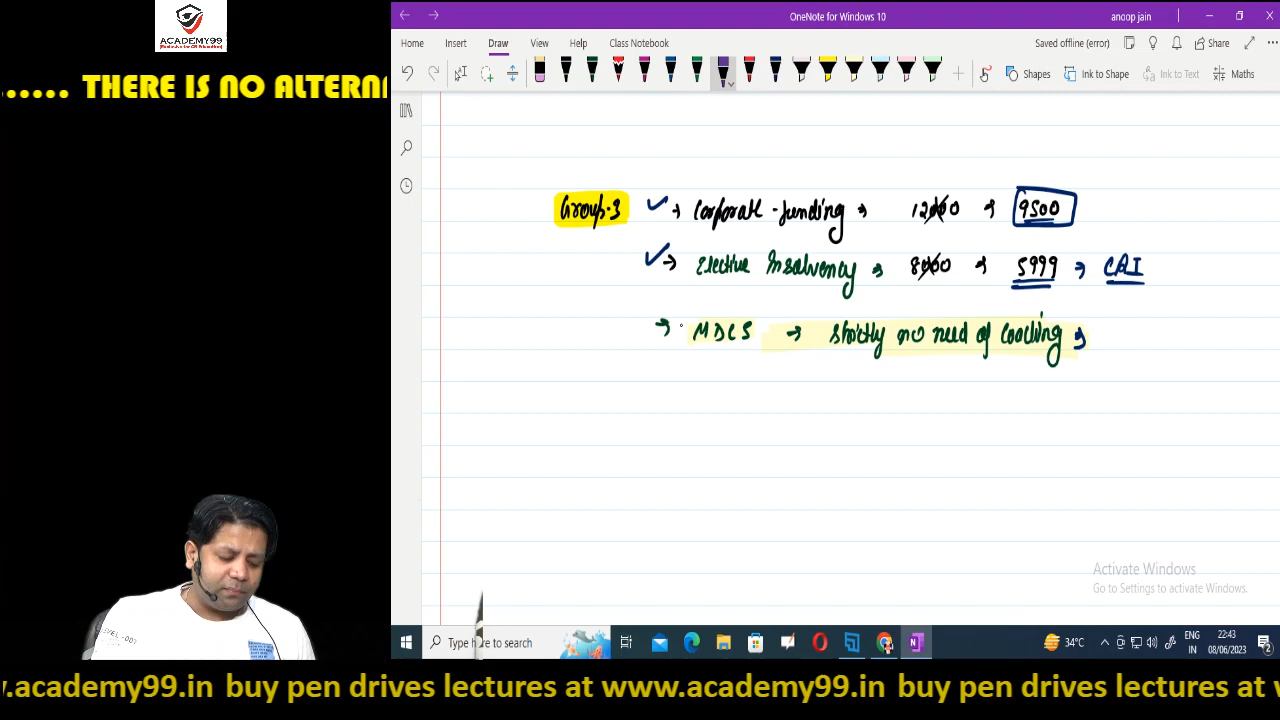 ACADEMY99
...... THERE IS NO ALTERN
OneNote for Windows 10
anoop jain
Home Insert Draw View Help Class Notebook
Saved offline (error)
Share
Shapes
Ink to Shape
Ink to Text
Maths
Group-3 ✓ → Corporate funding → 12000 → 9500
✓ → Elective Insolvency → 8000 → 5999 → CAI
→ MDCS → Strictly no need of coaching →
LEVEL-007
Activate Windows
Go to Settings to activate Windows.
Type here to search
34°C
ENG
IN
22:43
08/06/2023
2
v.academy99.in buy pen drives lectures at www.academy99.in buy pen drives lectures at w